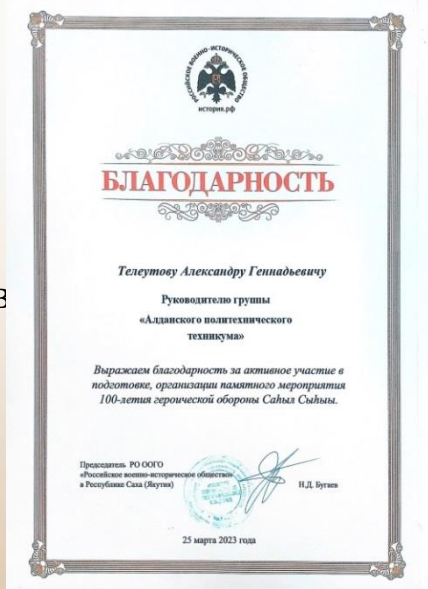 РОССИЙСКОЕ ВОЕННО-ИСТОРИЧЕСКОЕ ОБЩЕСТВО
история.рф
БЛАГОДАРНОСТЬ
Телеутову Александру Геннадьевичу
Руководителю группы
«Алданского политехнического
техникума»
Выражаем благодарность за активное участие в
подготовке, организации памятного мероприятия
100-летия героической обороны Саhыл Сыhыы.
Председатель РО ООГО
«Российское военно-историческое общество»
в Республике Саха (Якутия)
Н.Д. Бугаев
25 марта 2023 года
В